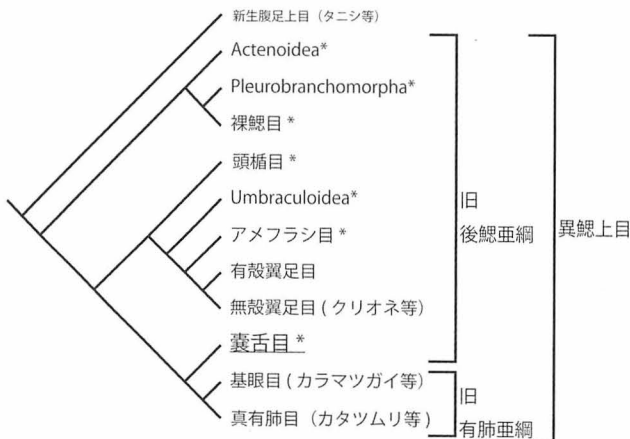 新生腹足上目（タニシ等）
Actenoidea*
Pleurobranchomorpha*
裸鰓目 *
頭楯目 *
Umbraculoidea*
アメフラシ目 *
有殻翼足目
無殻翼足目 ( クリオネ等）
嚢舌目 *
基眼目 ( カラマツガイ等）
真有肺目（カタツムリ等 )
旧
後鰓亜綱
旧
有肺亜綱
異鰓上目